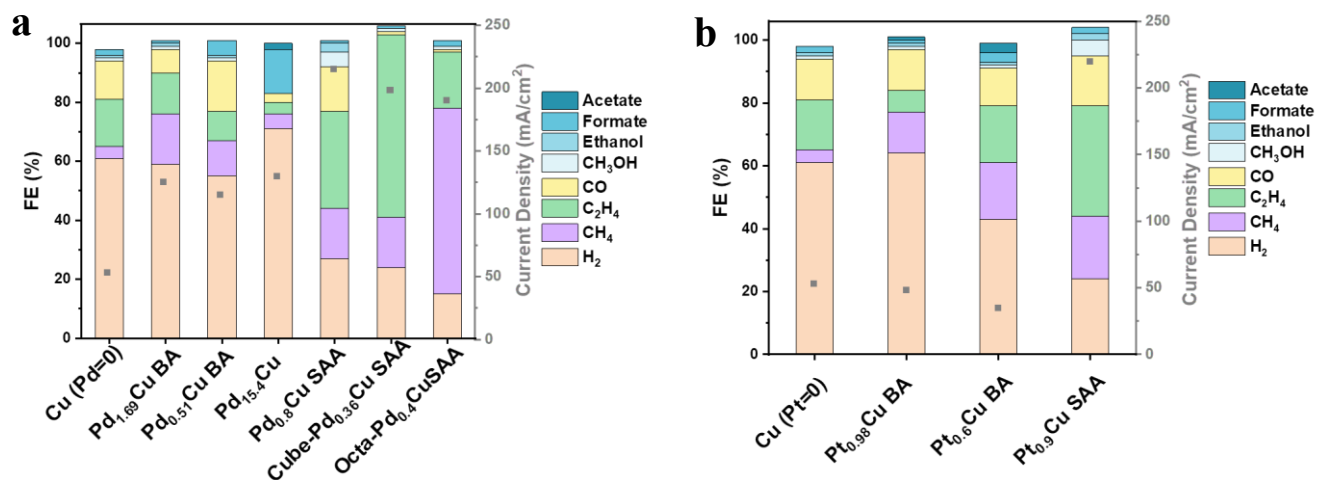 a
FE (%)
100
80
60
40
20
0
250
200
150
100
50
0
Current Density (mA/cm²)
Acetate
Formate
Ethanol
CH₃OH
CO
C₂H₄
CH₄
H₂
Cu (Pd=0)
Pd₁.₆₉Cu BA
Pd₀.₅₁Cu BA
Pd₁₅.₄Cu
Pd₀.₈Cu SAA
Cube-Pd₀.₃₆Cu SAA
Octa-Pd₀.₄CuSAA
b
FE (%)
100
80
60
40
20
0
250
200
150
100
50
0
Current Density (mA/cm²)
Acetate
Formate
Ethanol
CH₃OH
CO
C₂H₄
CH₄
H₂
Cu (Pt=0)
Pt₀.₉₈Cu BA
Pt₀.₆Cu BA
Pt₀.₉Cu SAA